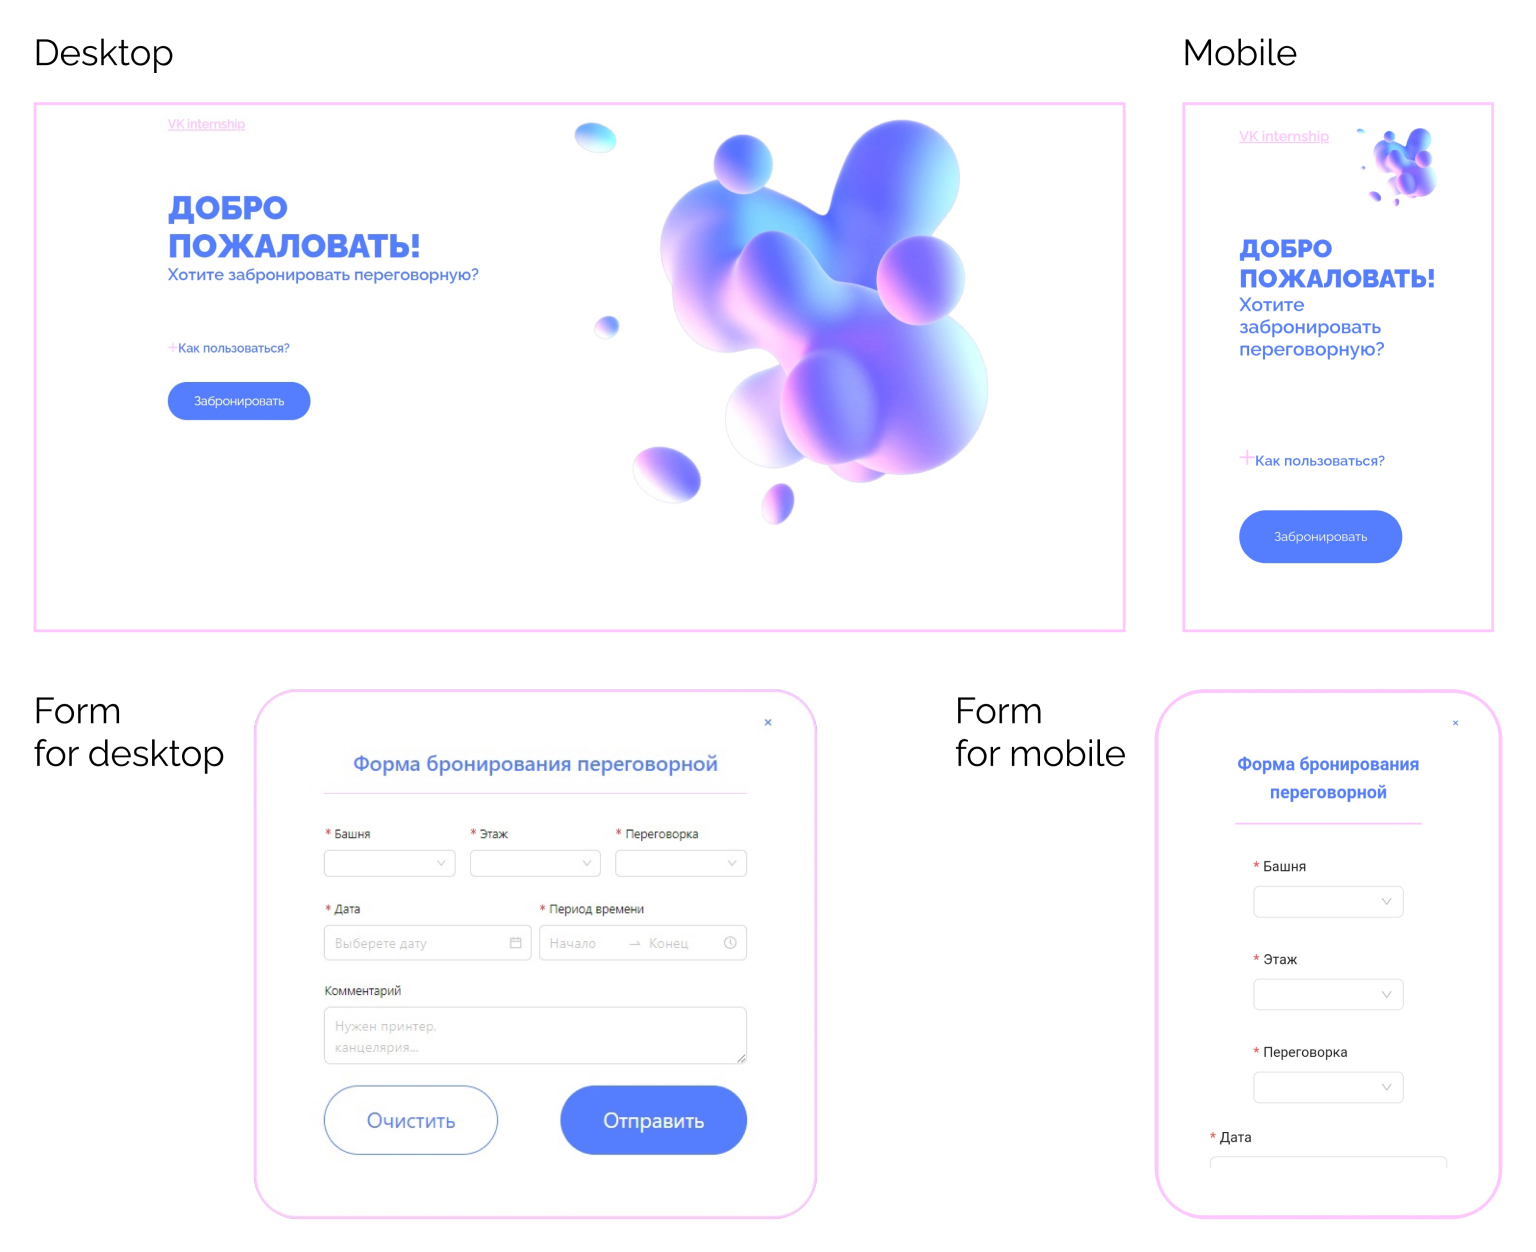 Desktop
VK internship
ДОБРО
ПОЖАЛОВАТЬ!
Хотите забронировать переговорную?
+Как пользоваться?
Забронировать
Mobile
VK internship
ДОБРО
ПОЖАЛОВАТЬ!
Хотите
забронировать
переговорную?
+Как пользоваться?
Забронировать
Form
for desktop
×
Форма бронирования переговорной
* Башня * Этаж * Переговорка
* Дата * Период времени
Выберете дату Начало → Конец
Комментарий
Нужен принтер,
канцелярия...
Очистить Отправить
Form
for mobile
×
Форма бронирования
переговорной
* Башня
* Этаж
* Переговорка
* Дата